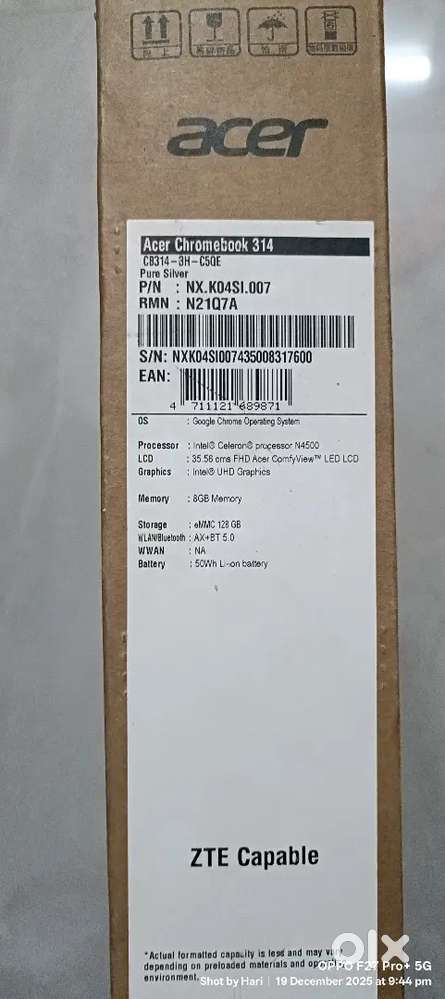 acer
Acer Chromebook 314
CB314-3H-C5QE
Pure Silver
P/N : NX.K04SI.007
RMN : N21Q7A
S/N: NXK04SI007435008317600
EAN:
4 711121 689871
OS : Google Chrome Operating System
Processor : Intel® Celeron® processor N4500
LCD : 35.56 cms FHD Acer ComfyView™ LED LCD
Graphics : Intel® UHD Graphics
Memory : 8GB Memory
Storage : eMMC 128 GB
WLAN/Bluetooth : AX+BT 5.0
WWAN : NA
Battery : 50Wh Li-on battery
ZTE Capable
*Actual formatted capacity is less and may vary
depending on preloaded materials and
environment.
olx
OPPO F27 Pro+ 5G
Shot by Hari | 19 December 2025 at 9:44 pm